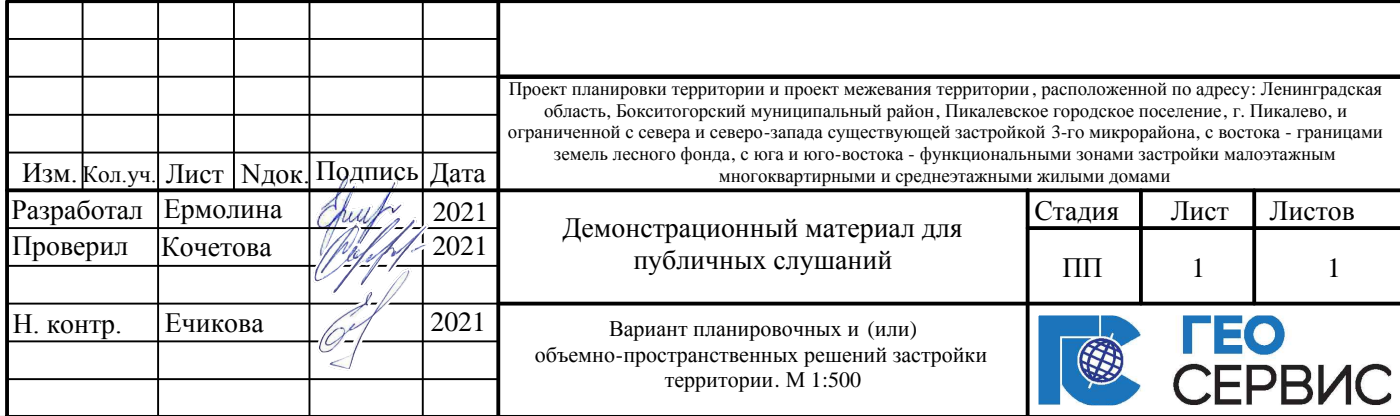 Проект планировки территории и проект межевания территории, расположенной по адресу: Ленинградская
область, Бокситогорский муниципальный район, Пикалевское городское поселение, г. Пикалево, и
ограниченной с севера и северо-запада существующей застройкой 3-го микрорайона, с востока - границами
земель лесного фонда, с юга и юго-востока - функциональными зонами застройки малоэтажным
многоквартирными и среднеэтажными жилыми домами
Изм. Кол.уч. Лист Nдок. Подпись Дата
Разработал Ермолина 2021
Проверил Кочетова 2021
Н. контр. Ечикова 2021
Демонстрационный материал для
публичных слушаний
Стадия Лист Листов
ПП 1 1
Вариант планировочных и (или)
объемно-пространственных решений застройки
территории. М 1:500
ГЕО
СЕРВИС